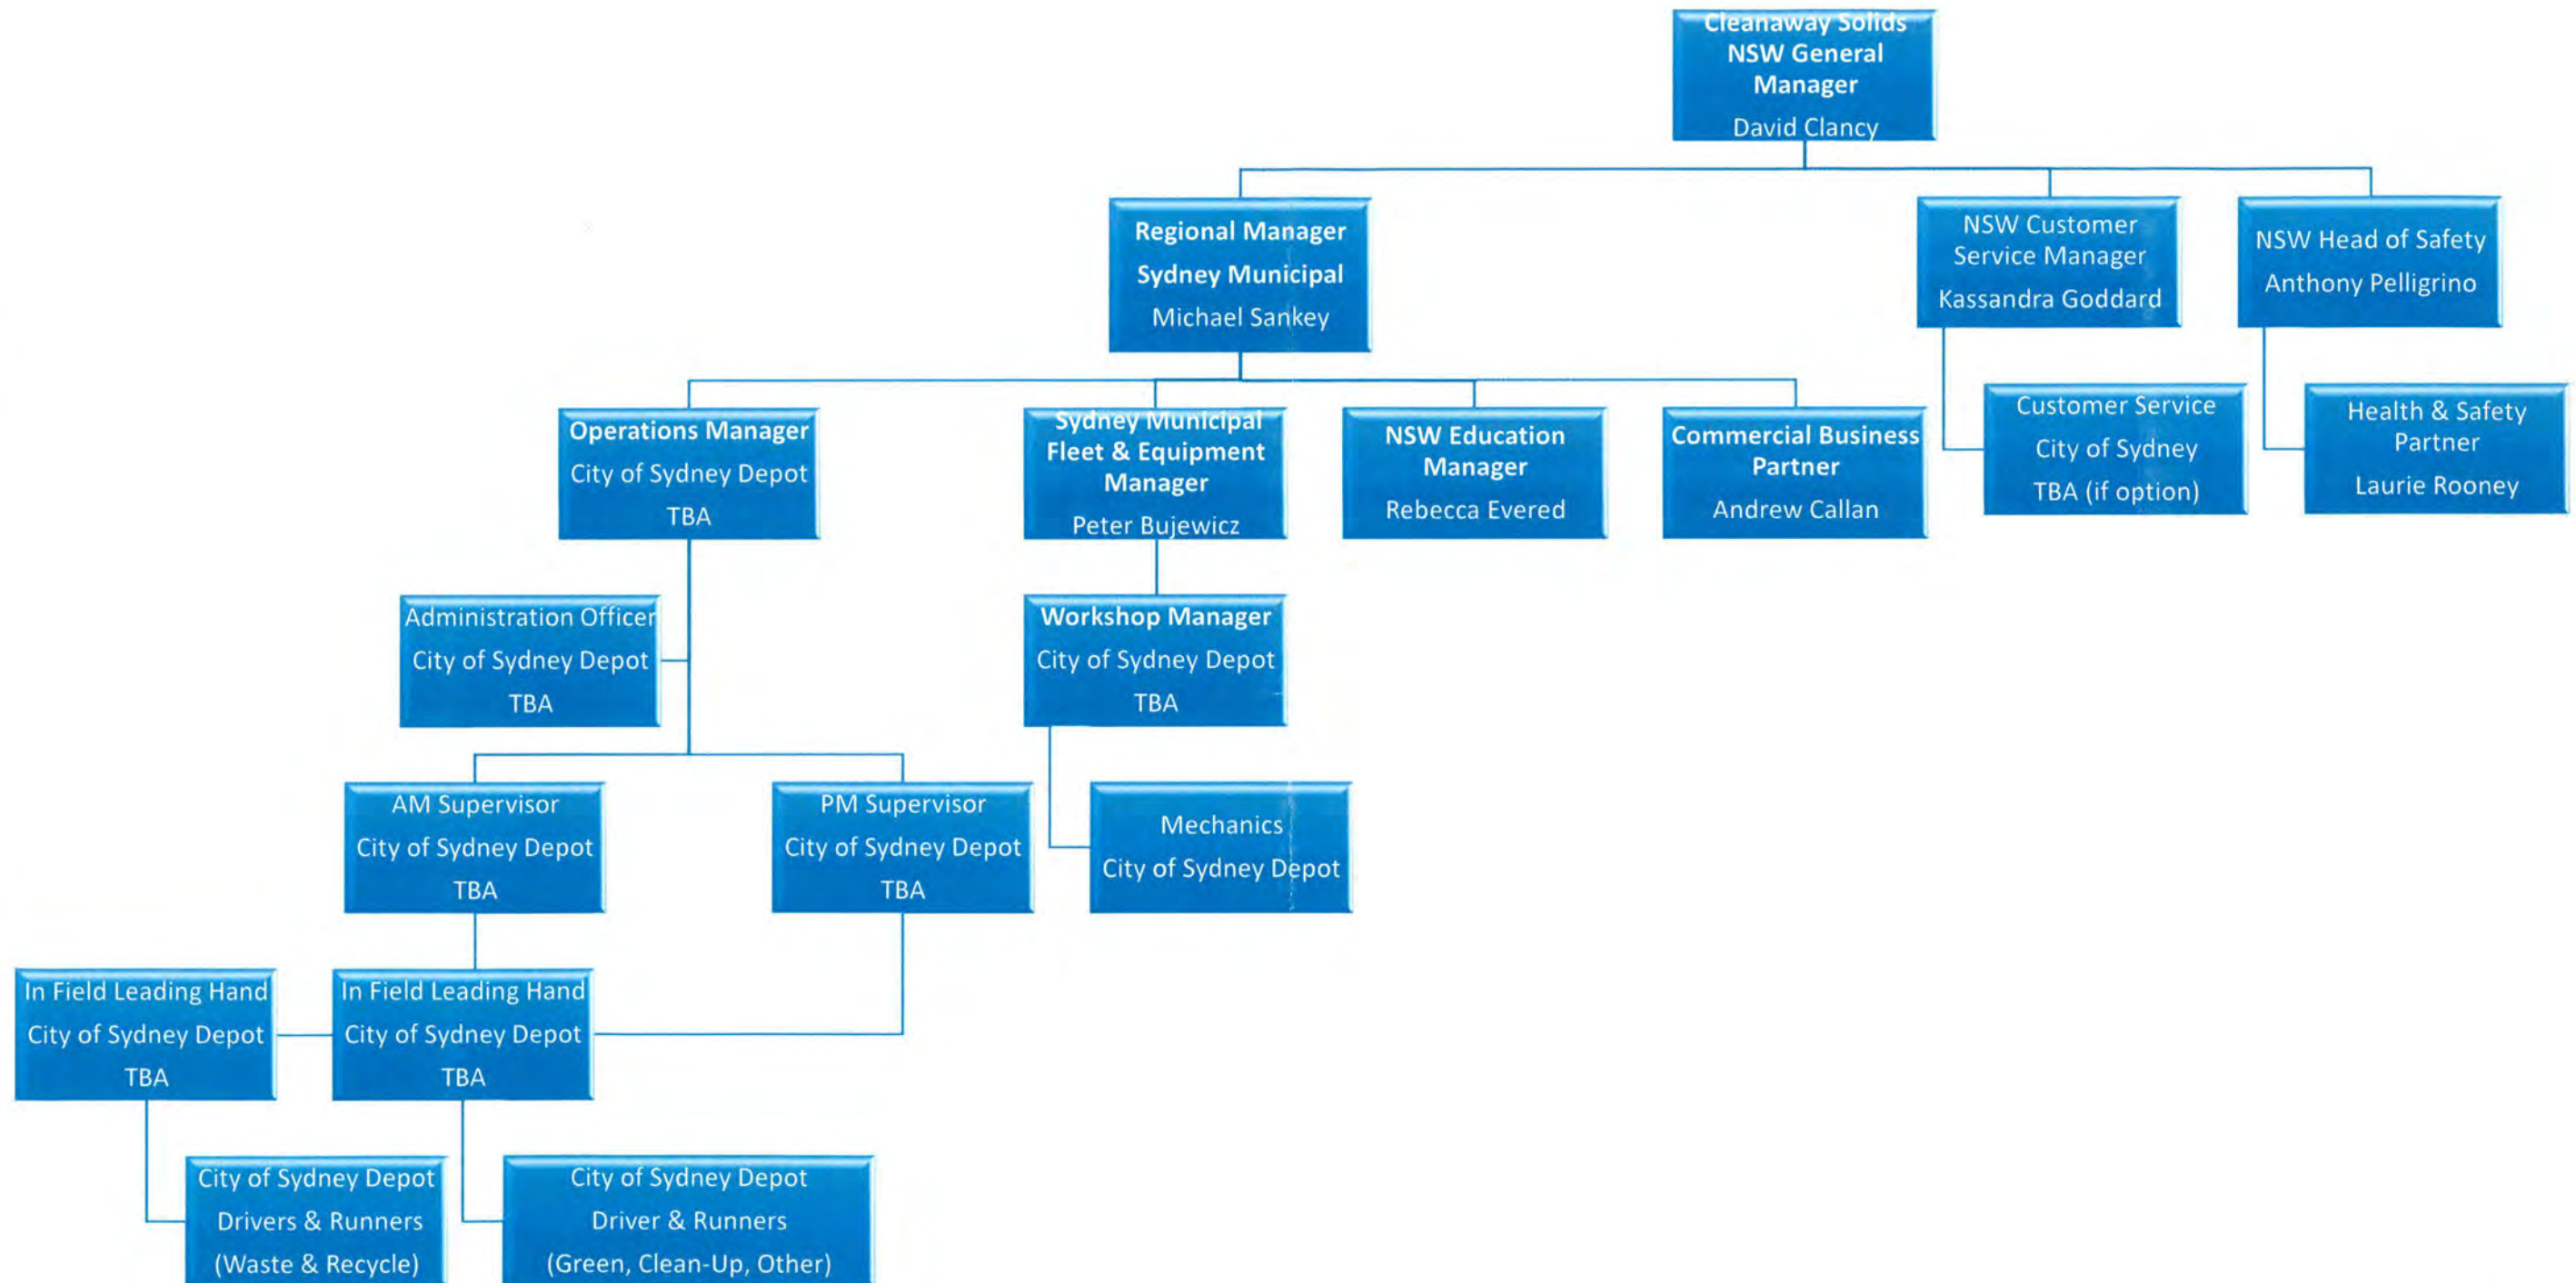 Cleanaway Solids
NSW General
Manager
David Clancy
Regional Manager
Sydney Municipal
Michael Sankey
NSW Customer
Service Manager
Kassandra Goddard
NSW Head of Safety
Anthony Pelligrino
Operations Manager
City of Sydney Depot
TBA
Sydney Municipal
Fleet & Equipment
Manager
Peter Bujewicz
NSW Education
Manager
Rebecca Evered
Commercial Business
Partner
Andrew Callan
Customer Service
City of Sydney
TBA (if option)
Health & Safety
Partner
Laurie Rooney
Administration Officer
City of Sydney Depot
TBA
Workshop Manager
City of Sydney Depot
TBA
AM Supervisor
City of Sydney Depot
TBA
PM Supervisor
City of Sydney Depot
TBA
Mechanics
City of Sydney Depot
In Field Leading Hand
City of Sydney Depot
TBA
In Field Leading Hand
City of Sydney Depot
TBA
City of Sydney Depot
Drivers & Runners
(Waste & Recycle)
City of Sydney Depot
Driver & Runners
(Green, Clean-Up, Other)